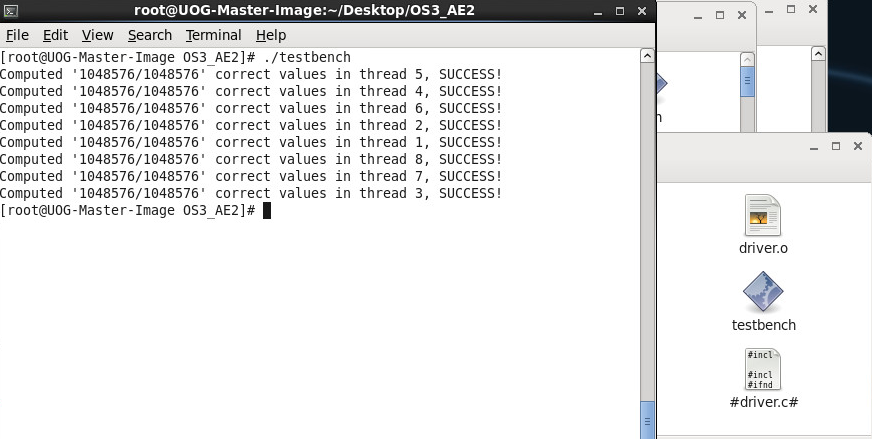 root@UOG-Master-Image:~/Desktop/OS3_AE2
File Edit View Search Terminal Help
[root@UOG-Master-Image OS3_AE2]# ./testbench
Computed '1048576/1048576' correct values in thread 5, SUCCESS!
Computed '1048576/1048576' correct values in thread 4, SUCCESS!
Computed '1048576/1048576' correct values in thread 6, SUCCESS!
Computed '1048576/1048576' correct values in thread 2, SUCCESS!
Computed '1048576/1048576' correct values in thread 1, SUCCESS!
Computed '1048576/1048576' correct values in thread 8, SUCCESS!
Computed '1048576/1048576' correct values in thread 7, SUCCESS!
Computed '1048576/1048576' correct values in thread 3, SUCCESS!
[root@UOG-Master-Image OS3_AE2]#
driver.o
testbench
#incl
#incl
#ifnd
#driver.c#